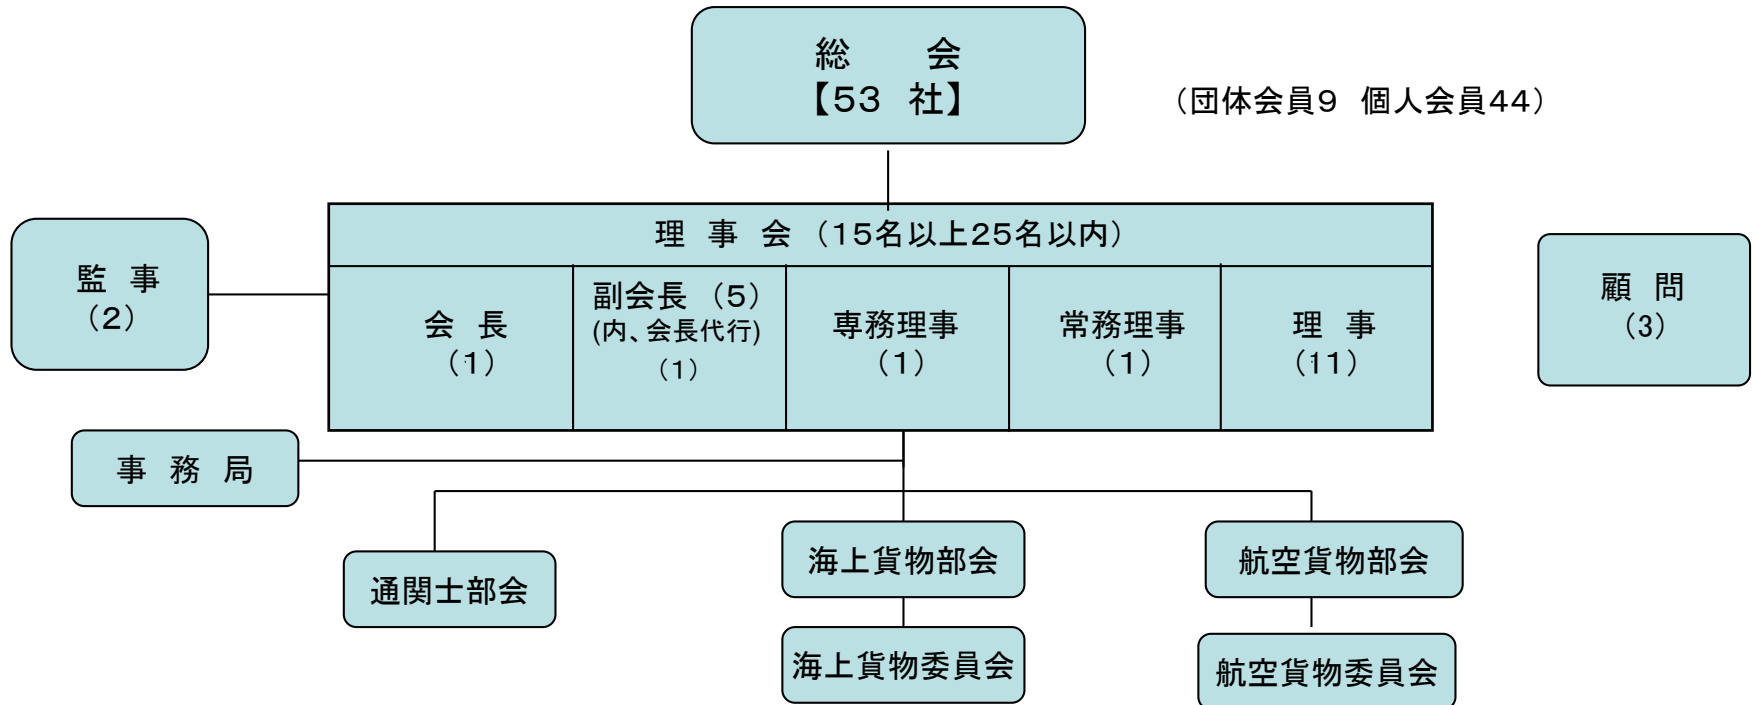 総　会
【53　社】
（団体会員9　個人会員44）
理　事　会　（15名以上25名以内）
監　事
（2）
会　長
（1）
副会長　（5）
(内、会長代行)
（1）
専務理事
（1）
常務理事
（1）
理　事
（11）
顧　問
（3）
事　務　局
通関士部会
海上貨物部会
航空貨物部会
海上貨物委員会
航空貨物委員会